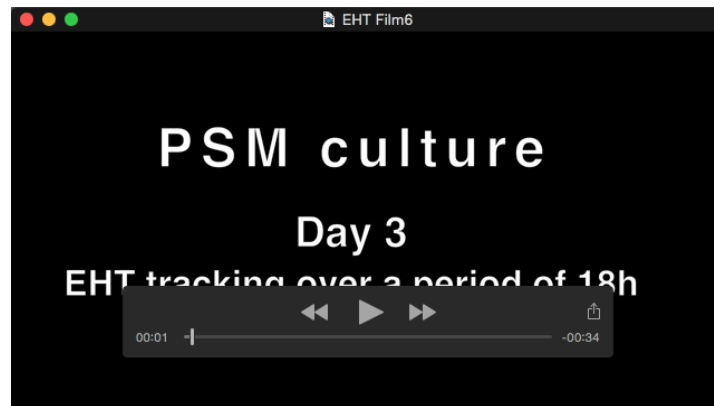 EHT Film6
PSM culture
Day 3
EHT tracking over a period of 18h
00:01 -00:34